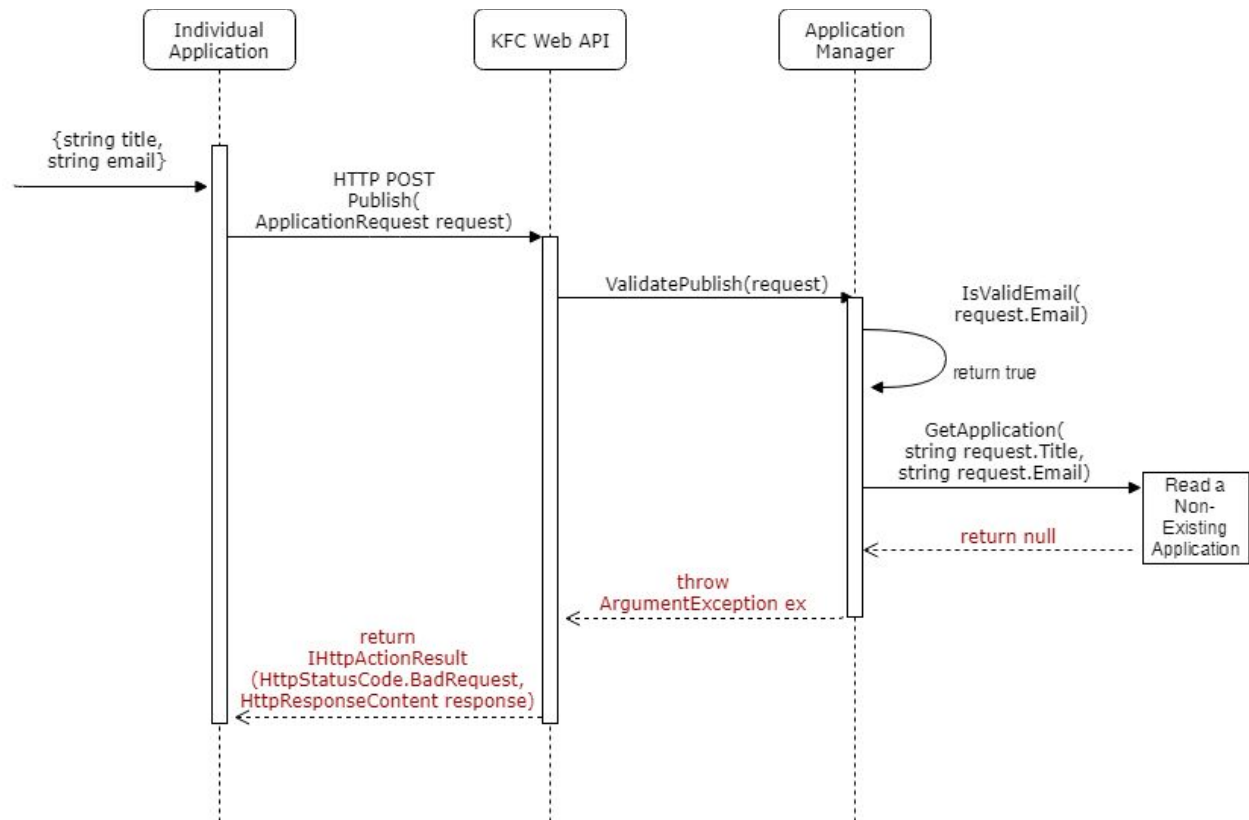 Individual
Application
KFC Web API
Application
Manager
{string title,
string email}
HTTP POST
Publish(
ApplicationRequest request)
ValidatePublish(request)
IsValidEmail(
request.Email)
return true
GetApplication(
string request.Title,
string request.Email)
Read a
Non-
Existing
Application
return null
throw
ArgumentException ex
return
IHttpActionResult
(HttpStatusCode.BadRequest,
HttpResponseContent response)